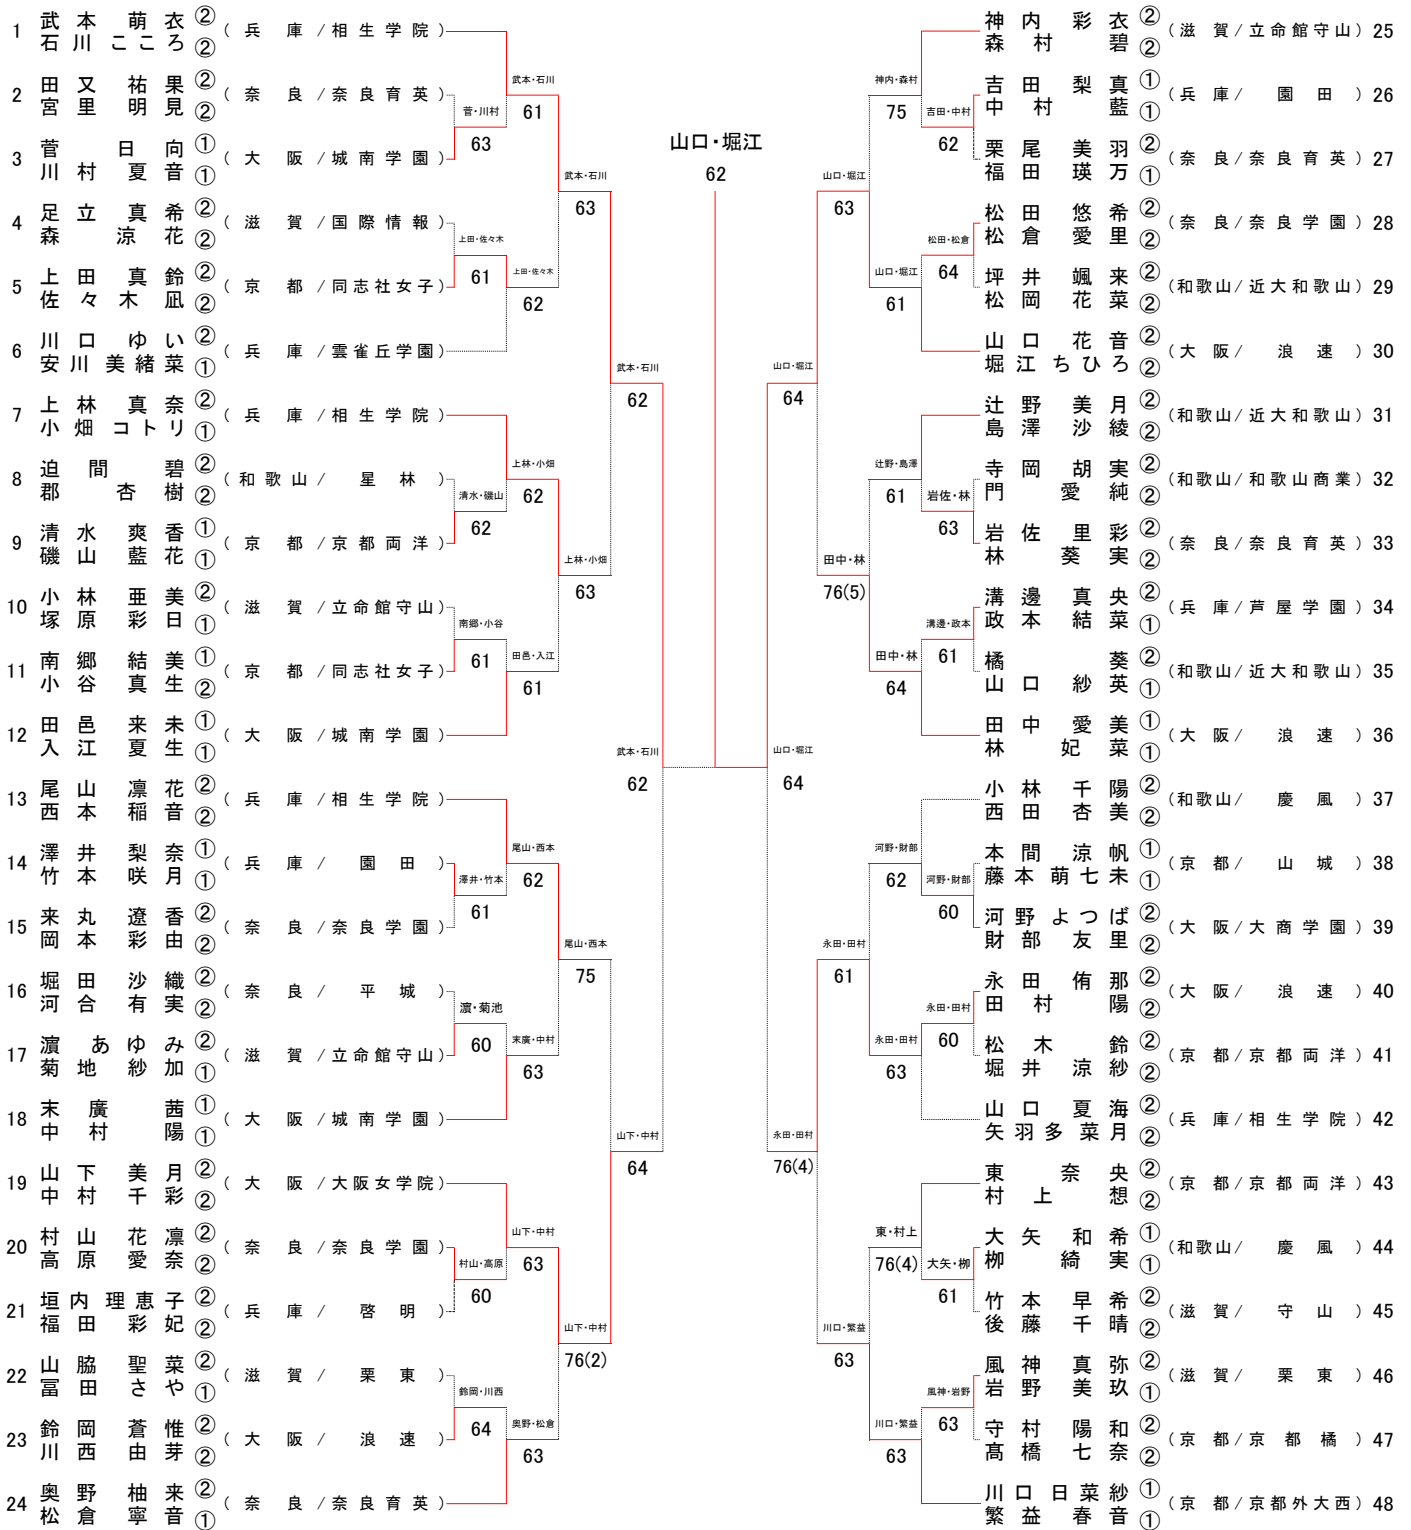 1 武本萌衣② 石川こころ② (兵庫/相生学院)
2 田又祐果② 宮里明見② (奈良/奈良育英)
3 菅日向① 川村夏音① (大阪/城南学園)
4 足立真希② 森涼花② (滋賀/国際情報)
5 上田真鈴② 佐々木凪② (京都/同志社女子)
6 川口ゆい② 安川美緒菜① (兵庫/雲雀丘学園)
7 上林真奈② 小畑コトリ① (兵庫/相生学院)
8 迫間碧② 郡杏樹② (和歌山/星林)
9 清水爽香① 磯山藍花① (京都/京都両洋)
10 小林亜美② 塚原彩日① (滋賀/立命館守山)
11 南郷結美① 小谷真生② (京都/同志社女子)
12 田邑来未① 入江夏生① (大阪/城南学園)
13 尾山凛花② 西本稲音② (兵庫/相生学院)
14 澤井梨奈① 竹本咲月① (兵庫/園田)
15 来丸遼香② 岡本彩由② (奈良/奈良学園)
16 堀田沙織② 河合有実② (奈良/平城)
17 濵あゆみ② 菊地紗加① (滋賀/立命館守山)
18 末廣茜① 中村陽① (大阪/城南学園)
19 山下美月② 中村千彩② (大阪/大阪女学院)
20 村山花凛② 高原愛奈② (奈良/奈良学園)
21 垣内理恵子② 福田彩妃② (兵庫/啓明)
22 山脇聖菜② 冨田さや① (滋賀/栗東)
23 鈴岡蒼惟② 川西由芽② (大阪/浪速)
24 奥野柚来② 松倉寧音① (奈良/奈良育英)
菅・川村
63
上田・佐々木
61
清水・磯山
62
南郷・小谷
61
澤井・竹本
61
濵・菊池
60
村山・高原
60
鈴岡・川西
64
武本・石川
61
上田・佐々木
62
上林・小畑
62
田邑・入江
61
尾山・西本
62
末廣・中村
63
山下・中村
63
奥野・松倉
63
武本・石川
63
上林・小畑
63
尾山・西本
75
山下・中村
76(2)
武本・石川
62
山下・中村
64
武本・石川
62
山口・堀江
62
山口・堀江
64
山口・堀江
64
永田・田村
76(4)
山口・堀江
63
田中・林
76(5)
永田・田村
61
川口・繁益
63
神内・森村
75
山口・堀江
61
辻野・島澤
61
田中・林
64
河野・財部
62
永田・田村
63
東・村上
76(4)
川口・繁益
63
吉田・中村
62
松田・松倉
64
岩佐・林
63
溝邊・政本
61
河野・財部
60
永田・田村
60
大矢・栁
61
風神・岩野
63
神内彩衣② 森村碧② (滋賀/立命館守山) 25
吉田梨真① 中村藍① (兵庫/園田) 26
栗尾美羽② 福田瑛万① (奈良/奈良育英) 27
松田悠希② 松倉愛里② (奈良/奈良学園) 28
坪井颯来② 松岡花菜② (和歌山/近大和歌山) 29
山口花音② 堀江ちひろ② (大阪/浪速) 30
辻野美月② 島澤沙綾② (和歌山/近大和歌山) 31
寺岡胡実② 門愛純② (和歌山/和歌山商業) 32
岩佐里彩② 林葵実② (奈良/奈良育英) 33
溝邊真央② 政本結菜① (兵庫/芦屋学園) 34
橘葵② 山口紗英① (和歌山/近大和歌山) 35
田中愛美① 林妃菜① (大阪/浪速) 36
小林千陽② 西田杏美② (和歌山/慶風) 37
本間涼帆① 藤本萌七未① (京都/山城) 38
河野よつば② 財部友里② (大阪/大商学園) 39
永田侑那② 田村陽② (大阪/浪速) 40
松木鈴② 堀井涼紗② (京都/京都両洋) 41
山口夏海② 矢羽多菜月② (兵庫/相生学院) 42
東奈央② 村上想② (京都/京都両洋) 43
大矢和希① 栁綺実① (和歌山/慶風) 44
竹本早希② 後藤千晴② (滋賀/守山) 45
風神真弥② 岩野美玖① (滋賀/栗東) 46
守村陽和② 髙橋七奈② (京都/京都橘) 47
川口日菜紗① 繁益春音① (京都/京都外大西) 48